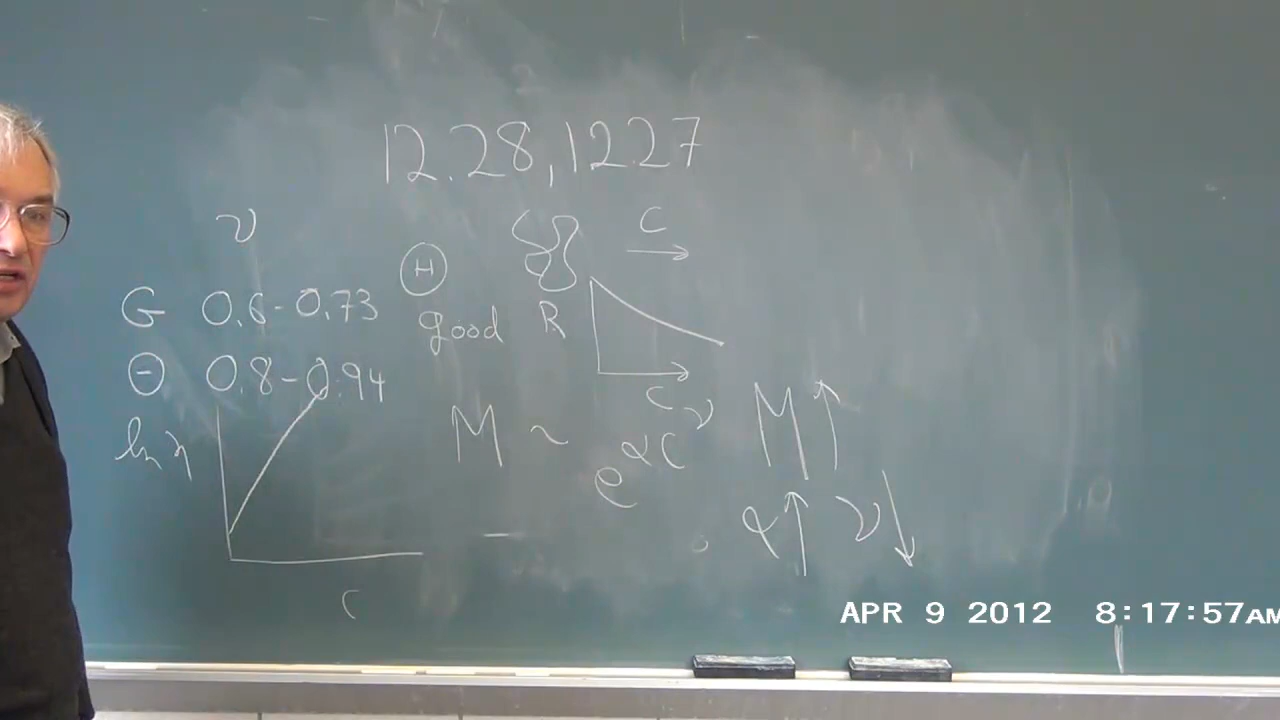 12.28, 12.27
ν
C
Ⓗ
G 0.6-0.73
good R
Θ 0.8-0.94
C
ln η
M ~ e^αC^ν
M↑
α↑ ν↓
C
APR 9 2012 8:17:57AM